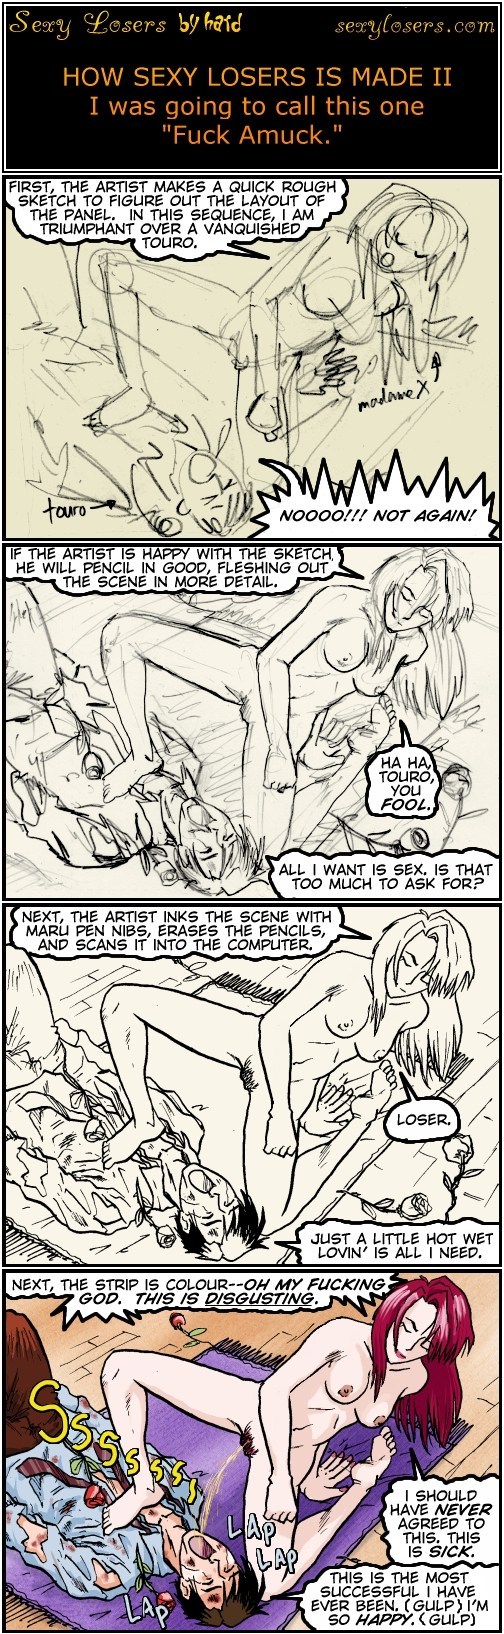 Sexy Losers by hard
sexylosers.com
HOW SEXY LOSERS IS MADE II
I was going to call this one
"Fuck Amuck."
FIRST, THE ARTIST MAKES A QUICK ROUGH
SKETCH TO FIGURE OUT THE LAYOUT OF
THE PANEL. IN THIS SEQUENCE, I AM
TRIUMPHANT OVER A VANQUISHED
TOURO.
madame X
touro
NOOOO!!! NOT AGAIN!
IF THE ARTIST IS HAPPY WITH THE SKETCH,
HE WILL PENCIL IN GOOD, FLESHING OUT
THE SCENE IN MORE DETAIL.
HA HA,
TOURO,
YOU
FOOL.
ALL I WANT IS SEX. IS THAT
TOO MUCH TO ASK FOR?
NEXT, THE ARTIST INKS THE SCENE WITH
MARU PEN NIBS, ERASES THE PENCILS,
AND SCANS IT INTO THE COMPUTER.
LOSER.
JUST A LITTLE HOT WET
LOVIN' IS ALL I NEED.
NEXT, THE STRIP IS COLOUR--OH MY FUCKING
GOD. THIS IS DISGUSTING.
SSSSSSSS
LAP
LAP
LAP
I SHOULD
HAVE NEVER
AGREED TO
THIS. THIS
IS SICK.
THIS IS THE MOST
SUCCESSFUL I HAVE
EVER BEEN. (GULP) I'M
SO HAPPY. (GULP)